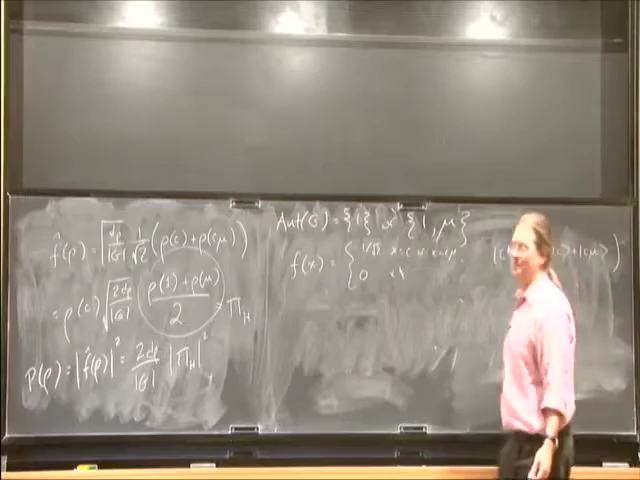 f̂(ρ) = √(dρ/|G|) 1/√2 (ρ(c) + ρ(cμ))
= ρ(c) √(2dρ/|G|) (ρ(1) + ρ(μ))/2 = Π_H
P(ρ) = |f̂(ρ)|² = 2dρ/|G| |Π_H|²
Aut(G) = {1} {1, μ}
f(x) = { 1/√2 x=c or x=cμ.
0
+|cμ⟩)